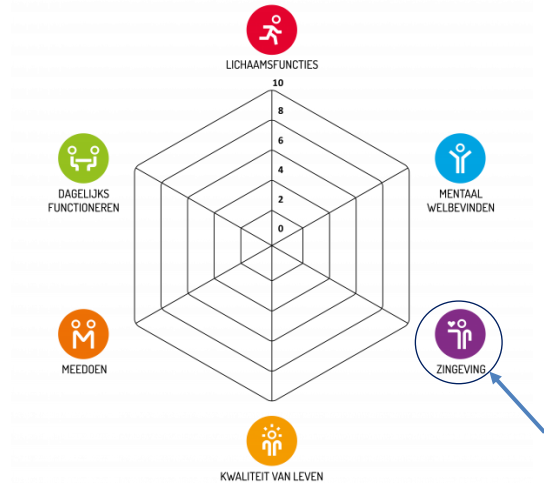 LICHAAMSFUNCTIES
10
8
6
4
2
0
DAGELIJKS
FUNCTIONEREN
MENTAAL
WELBEVINDEN
MEEDOEN
ZINGEVING
KWALITEIT VAN LEVEN